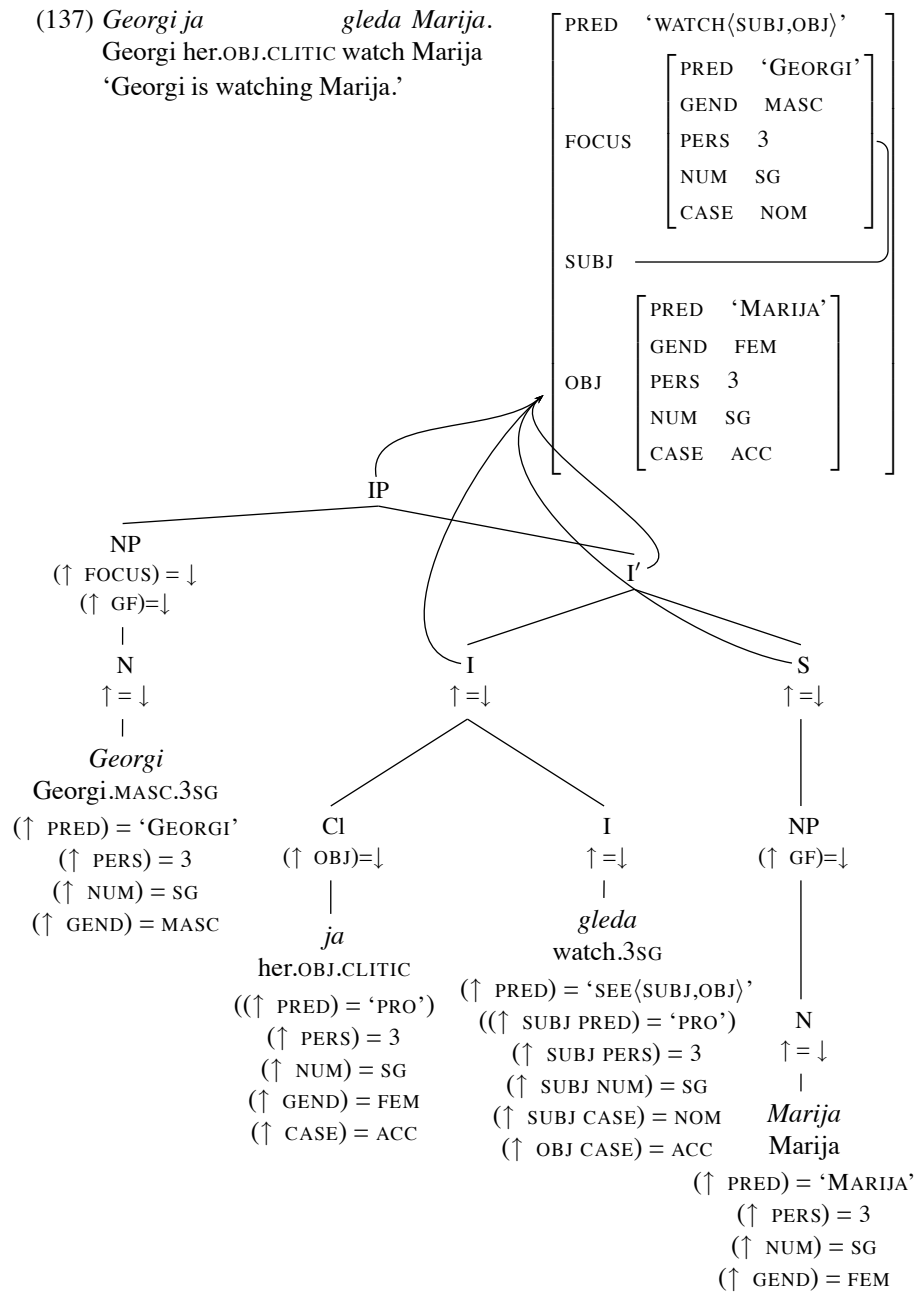 (137) Georgi ja gleda Marija.
Georgi her.OBJ.CLITIC watch Marija
‘Georgi is watching Marija.’
PRED ‘WATCH⟨SUBJ,OBJ⟩’
FOCUS
PRED ‘GEORGI’
GEND MASC
PERS 3
NUM SG
CASE NOM
SUBJ
OBJ
PRED ‘MARIJA’
GEND FEM
PERS 3
NUM SG
CASE ACC
IP
NP
(↑ FOCUS) = ↓
(↑ GF)=↓
N
↑ = ↓
Georgi
Georgi.MASC.3SG
(↑ PRED) = ‘GEORGI’
(↑ PERS) = 3
(↑ NUM) = SG
(↑ GEND) = MASC
I′
I
↑ =↓
Cl
(↑ OBJ)=↓
ja
her.OBJ.CLITIC
((↑ PRED) = ‘PRO’)
(↑ PERS) = 3
(↑ NUM) = SG
(↑ GEND) = FEM
(↑ CASE) = ACC
I
↑ =↓
gleda
watch.3SG
(↑ PRED) = ‘SEE⟨SUBJ,OBJ⟩’
((↑ SUBJ PRED) = ‘PRO’)
(↑ SUBJ PERS) = 3
(↑ SUBJ NUM) = SG
(↑ SUBJ CASE) = NOM
(↑ OBJ CASE) = ACC
S
↑ =↓
NP
(↑ GF)=↓
N
↑ = ↓
Marija
Marija
(↑ PRED) = ‘MARIJA’
(↑ PERS) = 3
(↑ NUM) = SG
(↑ GEND) = FEM